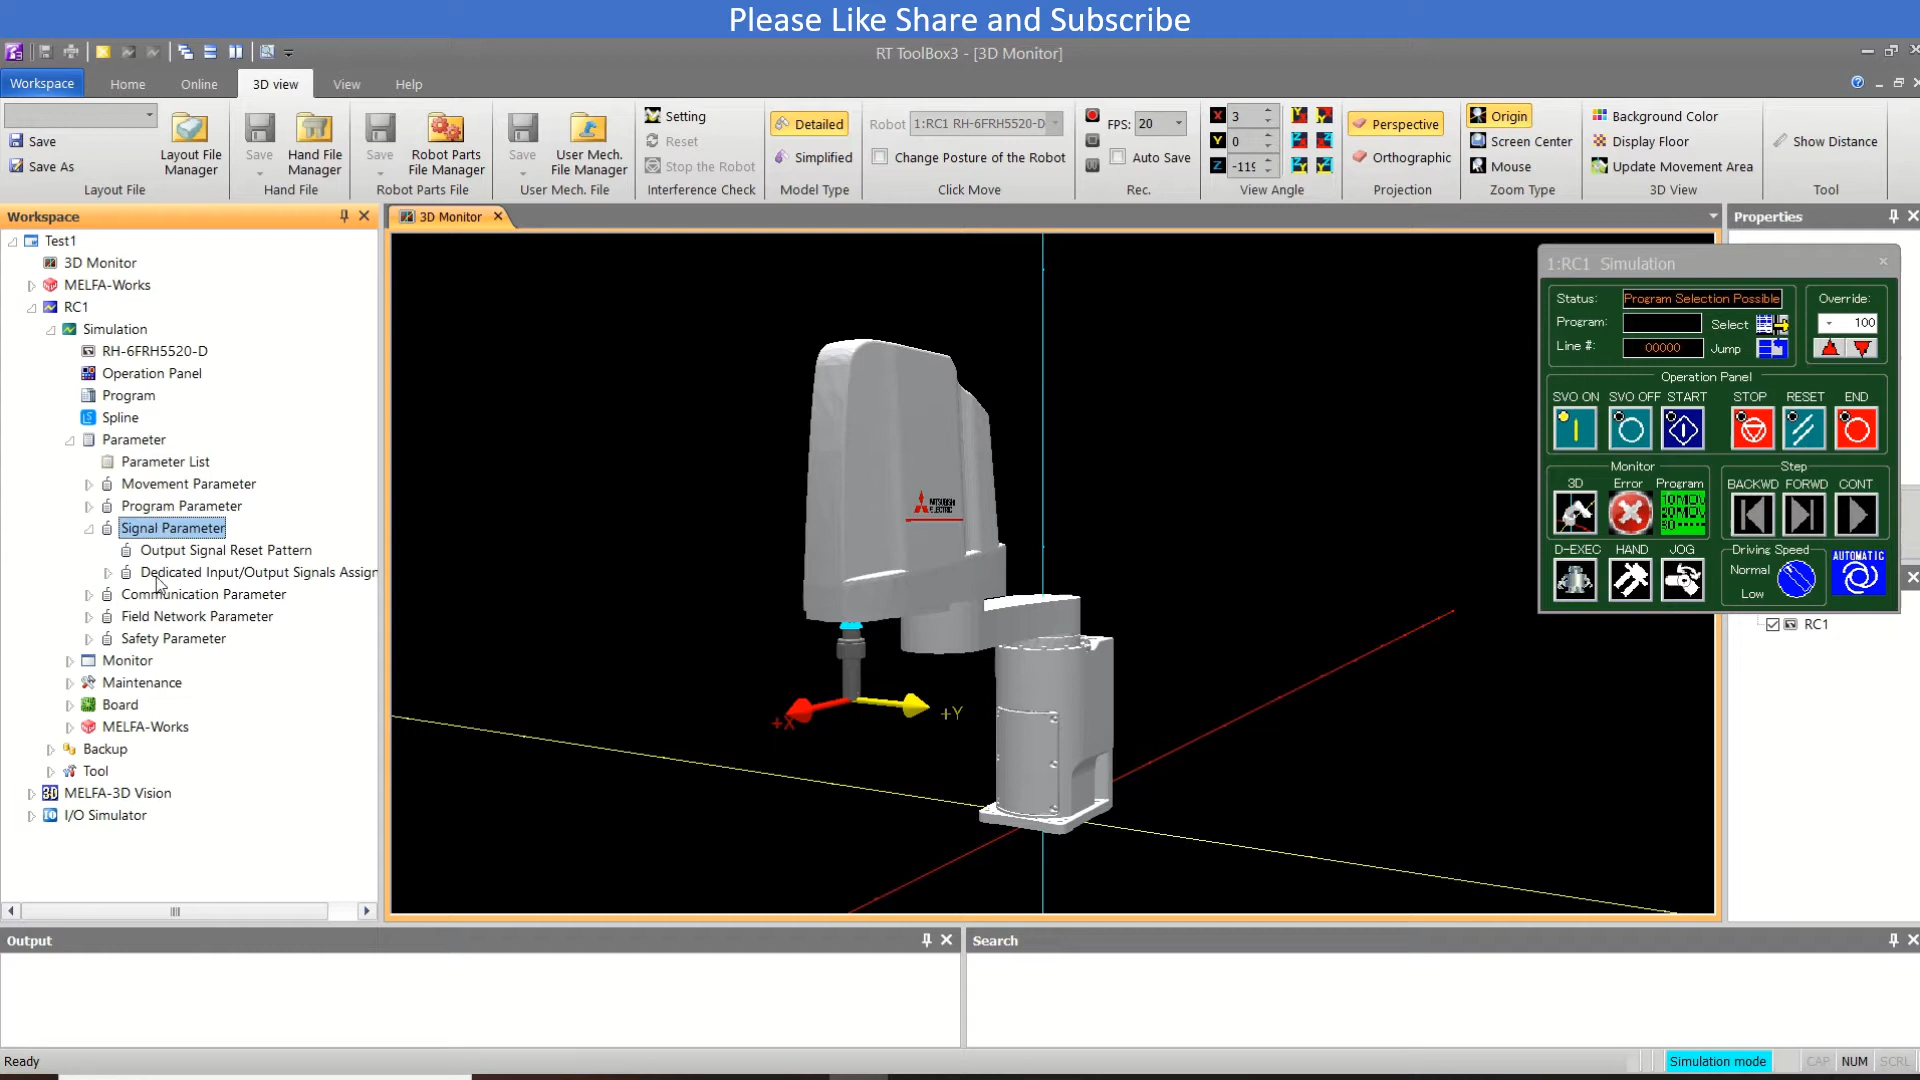 Please Like Share and Subscribe
RT ToolBox3 - [3D Monitor]
Workspace Home Online 3D view View Help
Save
Save As
Layout File Manager
Layout File
Save
Hand File Manager
Hand File
Save
Robot Parts File Manager
Robot Parts File
Save
User Mech. File Manager
User Mech. File
Setting
Reset
Stop the Robot
Interference Check
Detailed
Simplified
Model Type
Robot 1:RC1 RH-6FRH5520-D
Change Posture of the Robot
Click Move
FPS: 20
Auto Save
Rec.
X 3
Y 0
Z -119
View Angle
Perspective
Orthographic
Projection
Origin
Screen Center
Mouse
Zoom Type
Background Color
Display Floor
Update Movement Area
3D View
Show Distance
Tool
Workspace
Test1
3D Monitor
MELFA-Works
RC1
Simulation
RH-6FRH5520-D
Operation Panel
Program
Spline
Parameter
Parameter List
Movement Parameter
Program Parameter
Signal Parameter
Output Signal Reset Pattern
Dedicated Input/Output Signals Assign
Communication Parameter
Field Network Parameter
Safety Parameter
Monitor
Maintenance
Board
MELFA-Works
Backup
Tool
MELFA-3D Vision
I/O Simulator
3D Monitor
MITSUBISHI
ELECTRIC
+X
+Y
Properties
1:RC1 Simulation
Status: Program Selection Possible
Program: Select
Line #: 00000 Jump
Override:
100
Operation Panel
SVO ON SVO OFF START STOP RESET END
Monitor
3D Error Program
Step
BACKWD FORWD CONT
D-EXEC HAND JOG
Driving Speed
Normal
Low
AUTOMATIC
RC1
Output
Search
Ready
Simulation mode CAP NUM SCRL